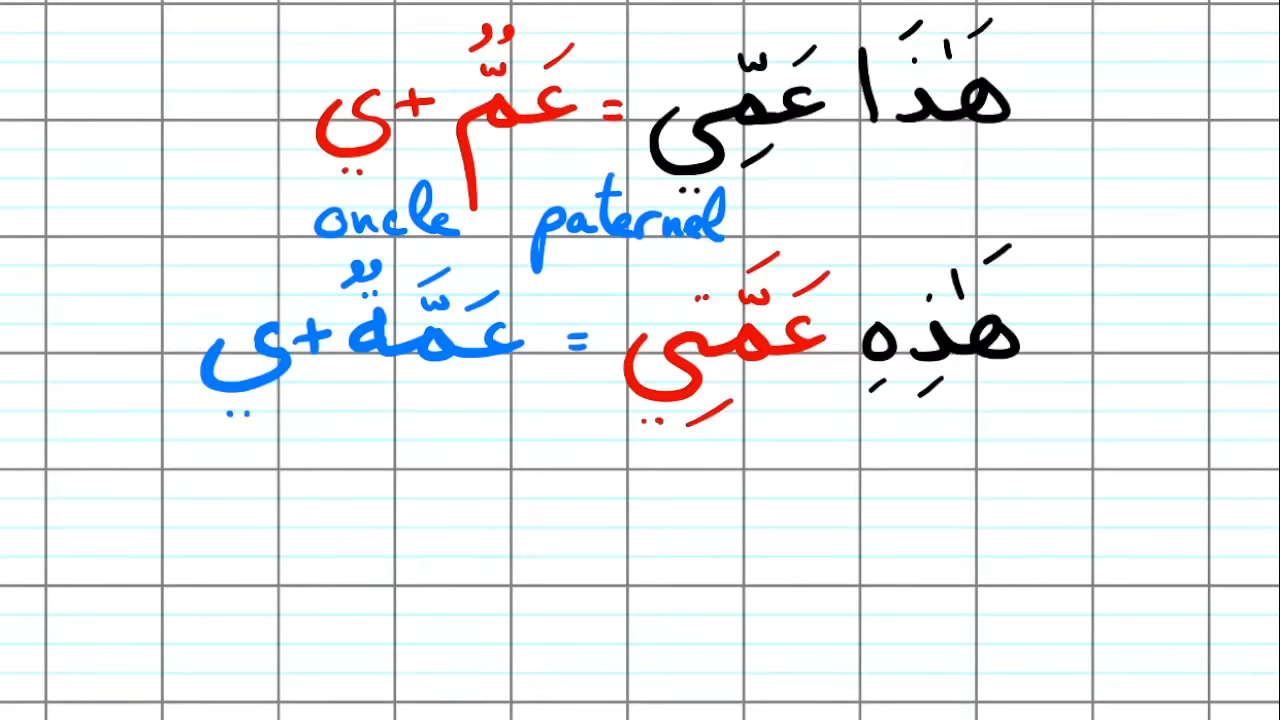 هَٰذَا عَمِّي = عَمٌّ + ي
oncle paternel
هَٰذِهِ عَمَّتِي = عَمَّةٌ + ي